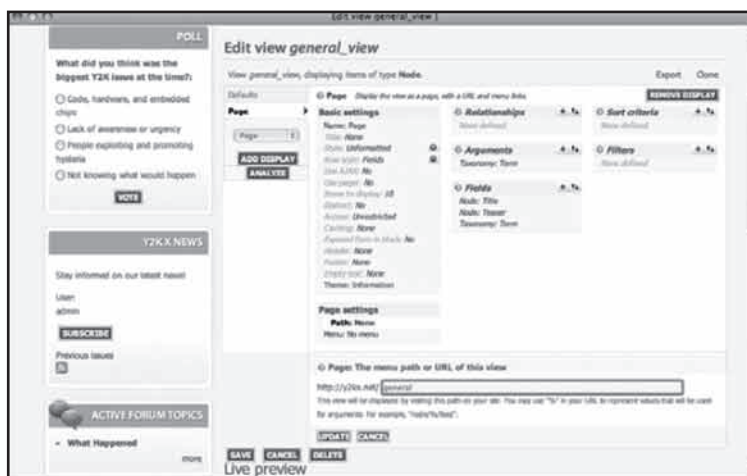 Edit view general_view |
POLL
What did you think was the
biggest Y2K issue at the time?:
Code, hardware, and embedded
chips
Lack of awareness or urgency
People exploiting and promoting
hysteria
Not knowing what would happen
VOTE
Y2KX NEWS
Stay informed on our latest news!
User:
admin
SUBSCRIBE
Previous issues
ACTIVE FORUM TOPICS
What Happened
more
Edit view general_view
View general_view, displaying items of type Node.
Export Clone
Defaults
Page
Page
ADD DISPLAY
ANALYZE
Page Display the view as a page, with a URL and menu links.
REMOVE DISPLAY
Basic settings
Name: Page
Title: None
Style: Unformatted
Row style: Fields
Use AJAX: No
Use pager: No
Items to display: 10
Distinct: No
Access: Unrestricted
Caching: None
Exposed form in block: No
Header: None
Footer: None
Empty text: None
Theme: Information
Page settings
Path: None
Menu: No menu
Relationships
None defined
Arguments
Taxonomy: Term
Fields
Node: Title
Node: Teaser
Taxonomy: Term
Sort criteria
None defined
Filters
None defined
Page: The menu path or URL of this view
http://y2kx.net/ general
This view will be displayed by visiting this path on your site. You may use "%" in your URL to represent values that will be used
for arguments: For example, "node/%/feed".
UPDATE CANCEL
SAVE CANCEL DELETE
Live preview